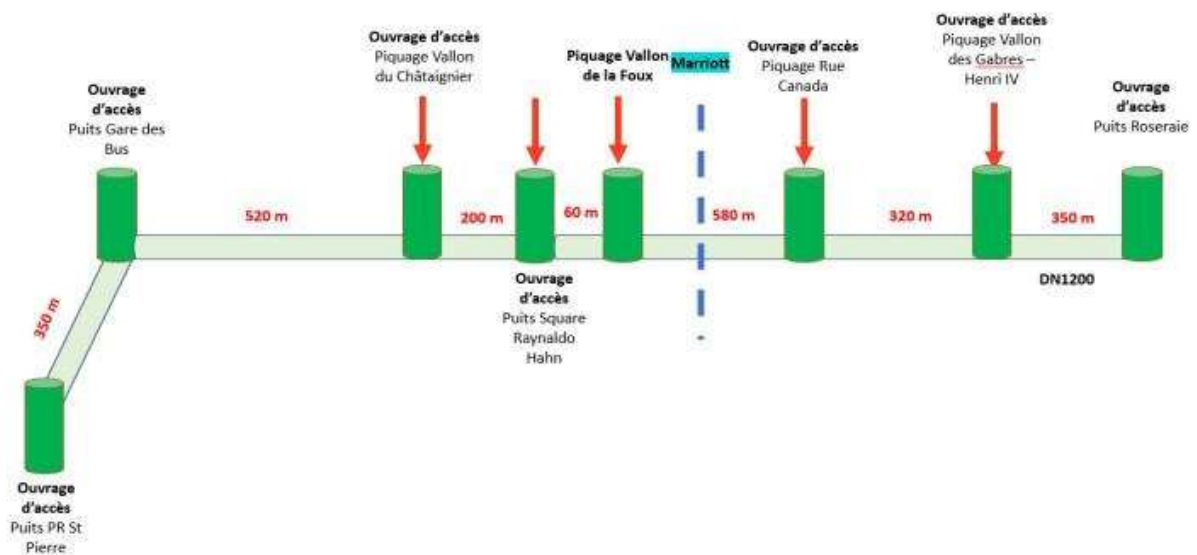 Ouvrage
d'accès
Puits Gare des
Bus
Ouvrage d'accès
Piquage Vallon
du Châtaignier
Piquage Vallon
de la Foux
Marriott
Ouvrage d'accès
Piquage Rue
Canada
Ouvrage d'accès
Piquage Vallon
des Gabres –
Henri IV
Ouvrage
d'accès
Puits Roseraie
520 m
200 m
60 m
580 m
320 m
350 m
350 m
DN1200
Ouvrage
d'accès
Puits Square
Raynaldo
Hahn
Ouvrage
d'accès
Puits PR St
Pierre